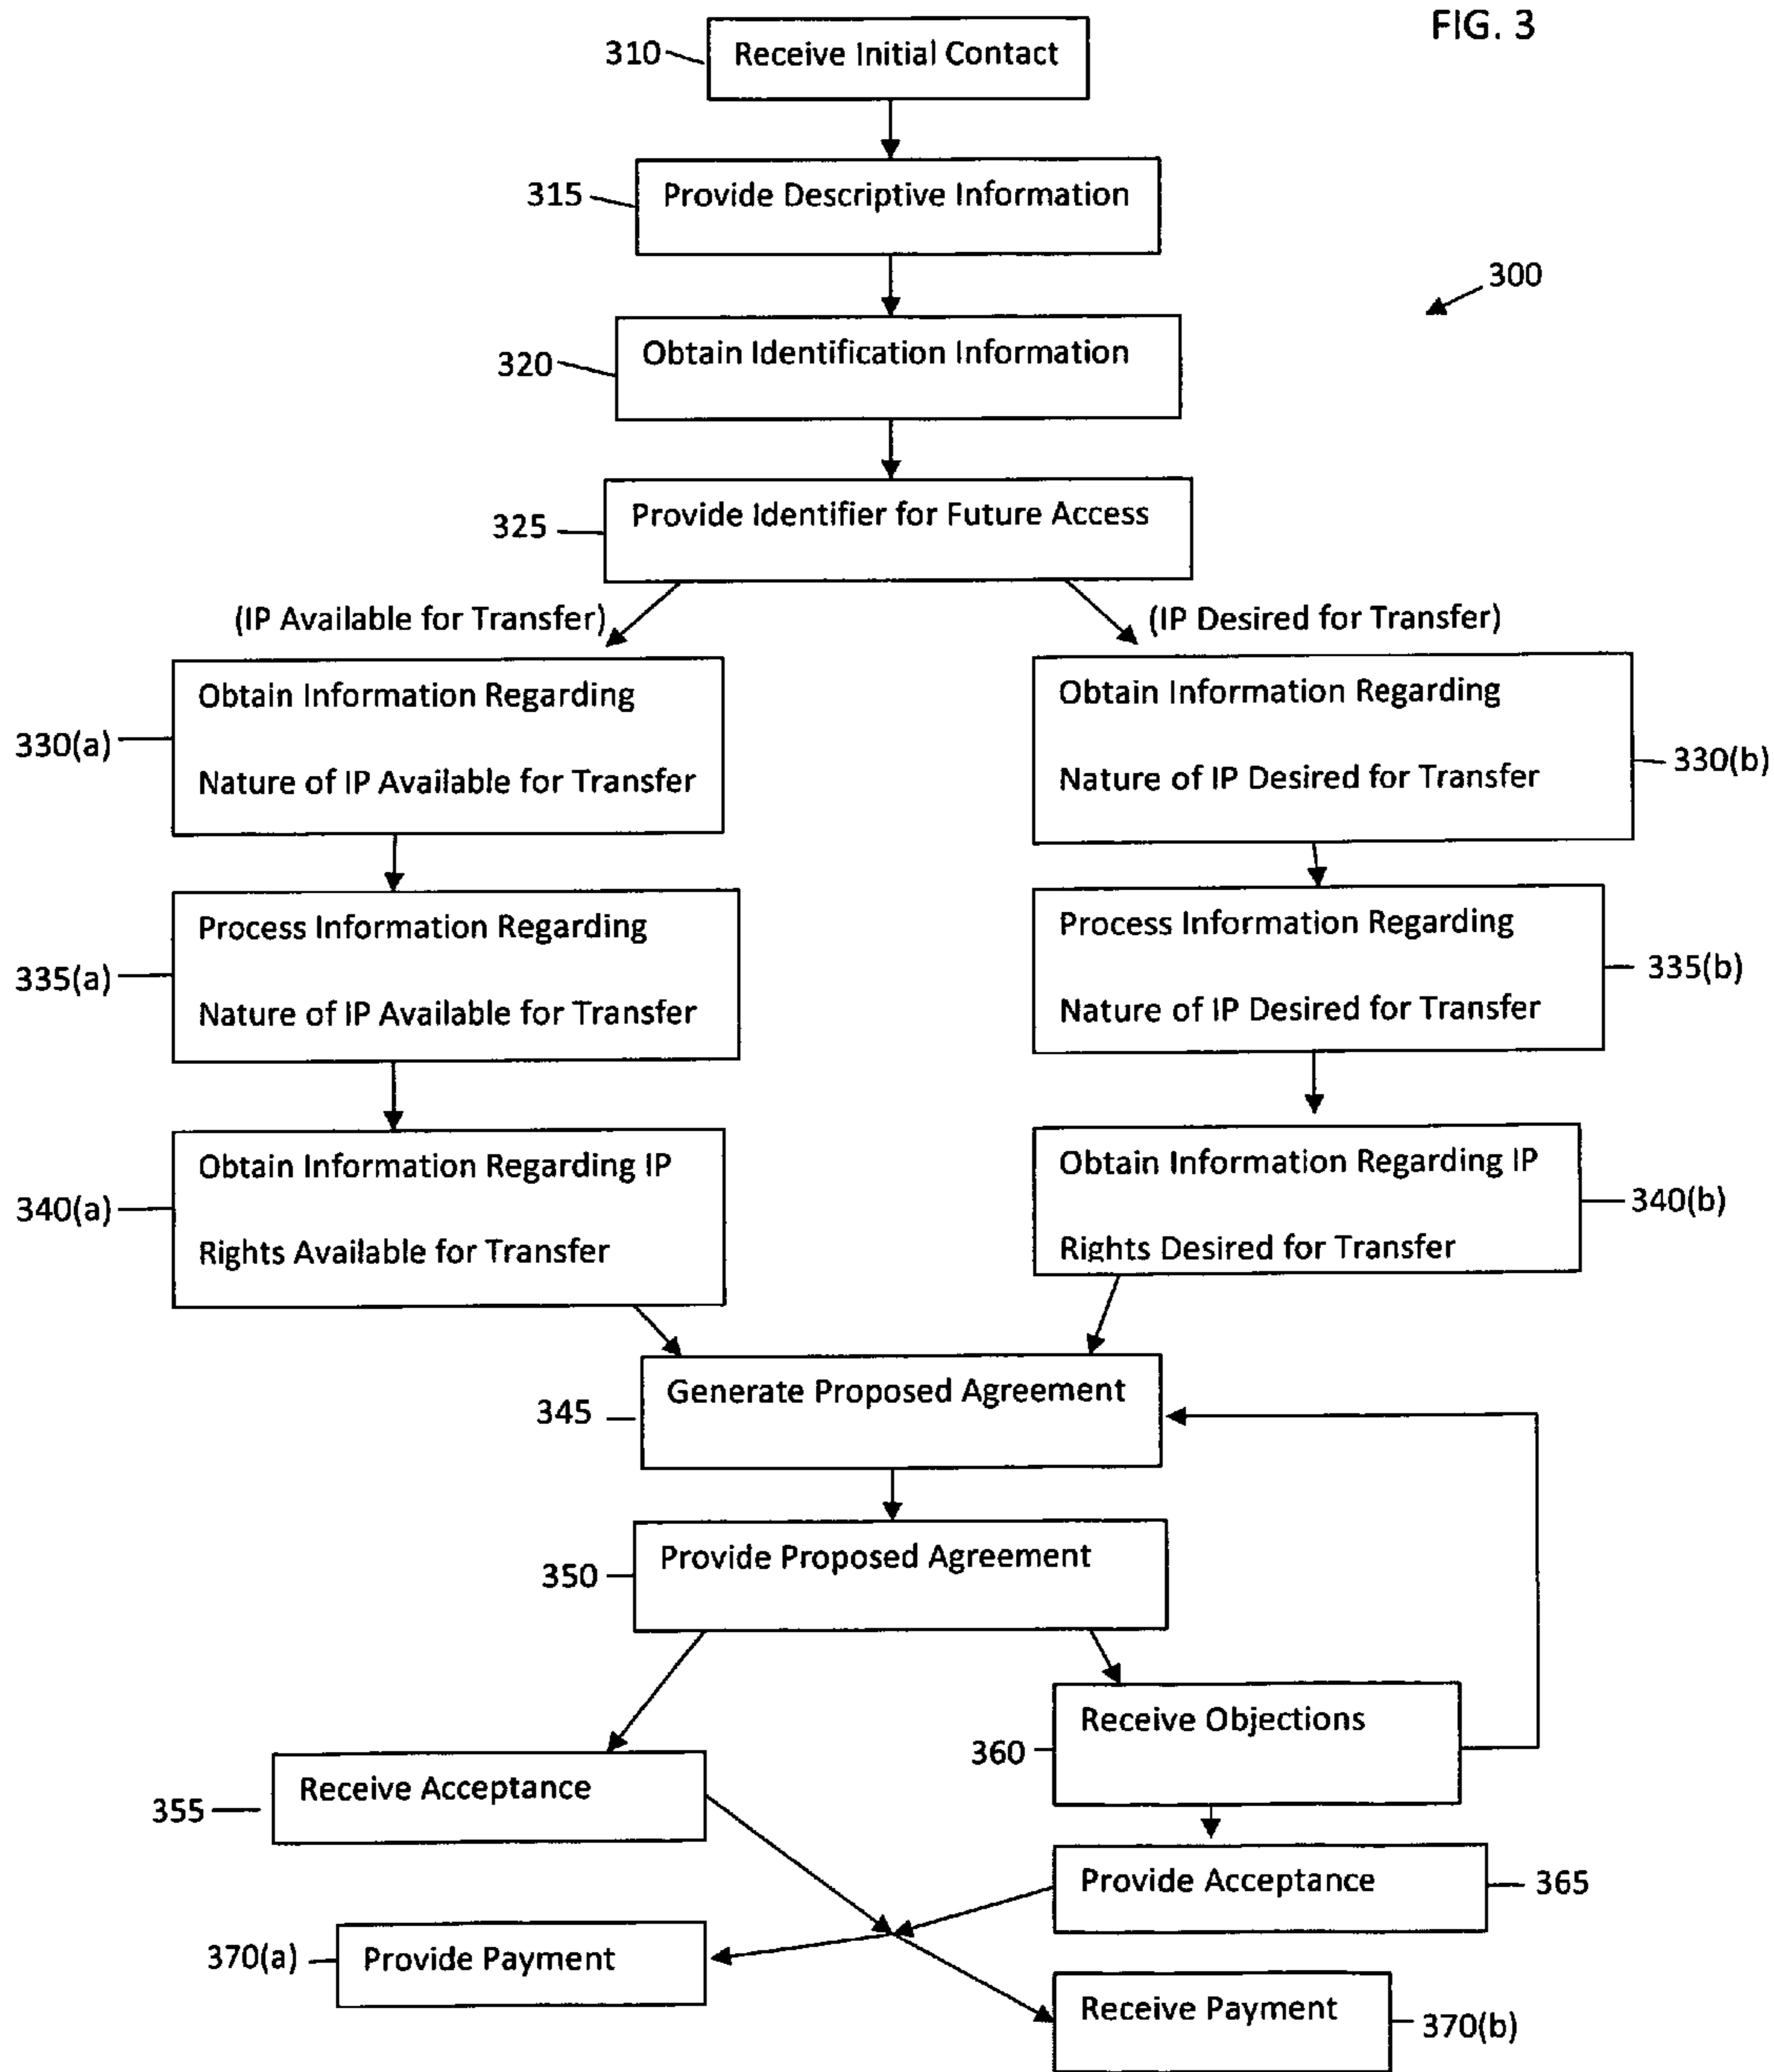 FIG. 3
310
Receive Initial Contact
315
Provide Descriptive Information
300
320
Obtain Identification Information
325
Provide Identifier for Future Access
(IP Available for Transfer)
(IP Desired for Transfer)
330(a)
Obtain Information Regarding
Nature of IP Available for Transfer
Obtain Information Regarding
Nature of IP Desired for Transfer
330(b)
335(a)
Process Information Regarding
Nature of IP Available for Transfer
Process Information Regarding
Nature of IP Desired for Transfer
335(b)
340(a)
Obtain Information Regarding IP
Rights Available for Transfer
Obtain Information Regarding IP
Rights Desired for Transfer
340(b)
345
Generate Proposed Agreement
350
Provide Proposed Agreement
360
Receive Objections
355
Receive Acceptance
Provide Acceptance
365
370(a)
Provide Payment
Receive Payment
370(b)